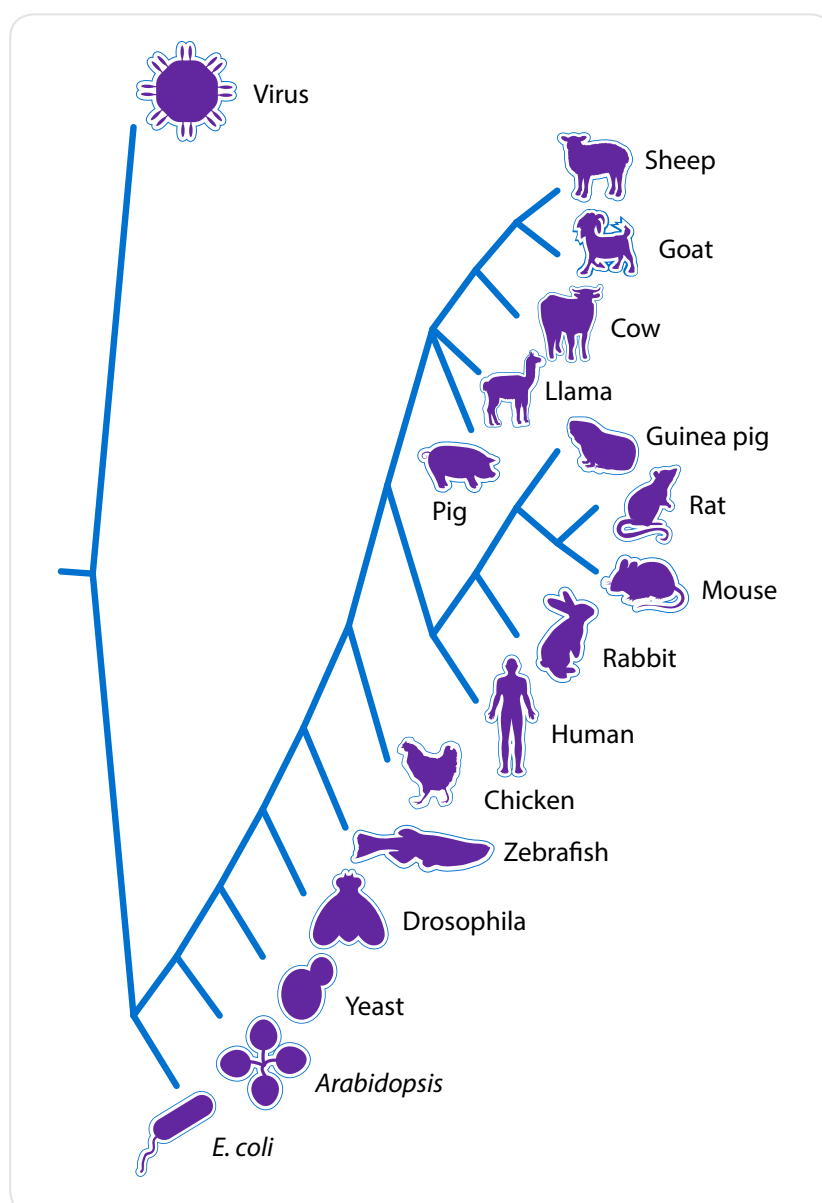 Virus
Sheep
Goat
Cow
Llama
Guinea pig
Pig
Rat
Mouse
Rabbit
Human
Chicken
Zebrafish
Drosophila
Yeast
Arabidopsis
E. coli